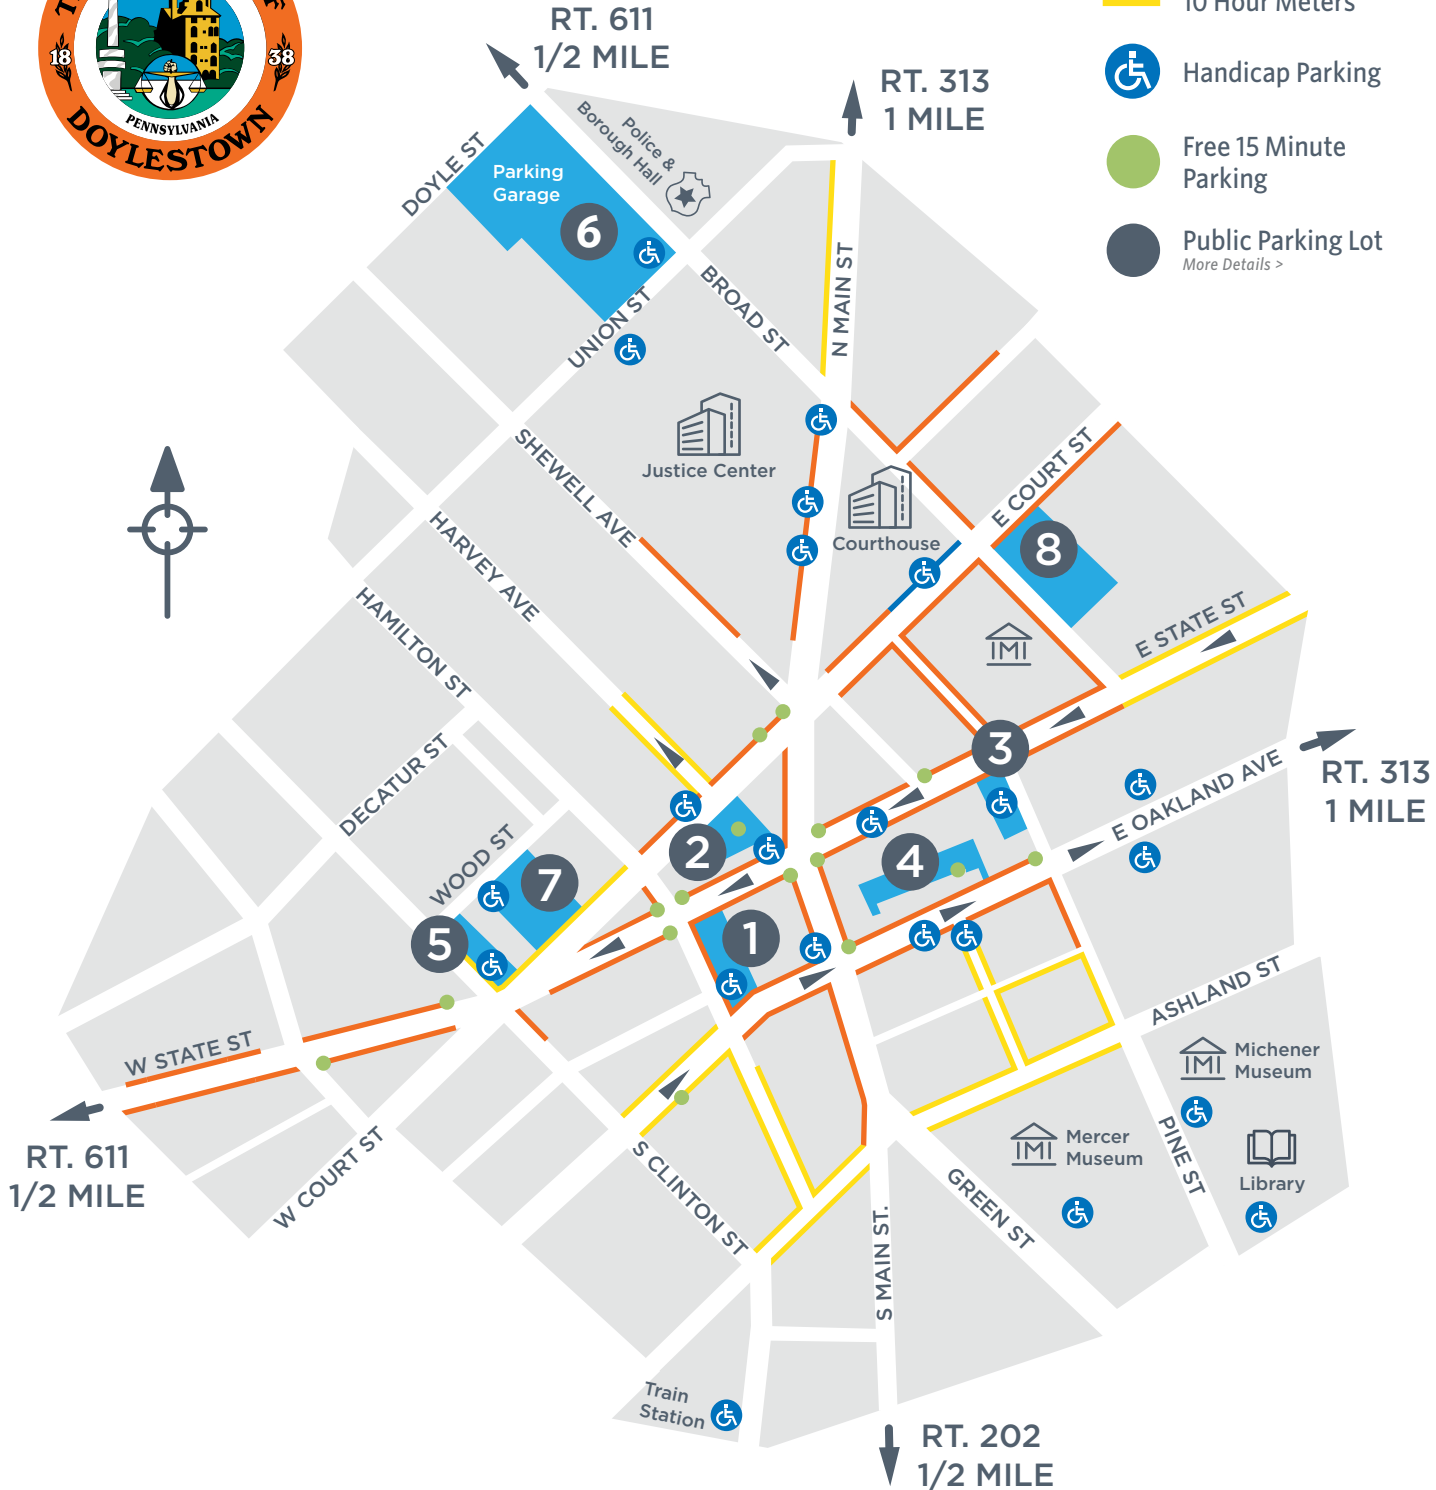 18
38
PENNSYLVANIA
DOYLESTOWN
RT. 611
1/2 MILE
RT. 313
1 MILE
10 Hour Meters
Handicap Parking
Free 15 Minute
Parking
Public Parking Lot
More Details >
DOYLE ST
Parking
Garage
6
Police &
Borough Hall
UNION ST
BROAD ST
N MAIN ST
SHEWELL AVE
Justice Center
Courthouse
E COURT ST
8
HARVEY AVE
HAMILTON ST
E STATE ST
DECATUR ST
3
RT. 313
1 MILE
E OAKLAND AVE
WOOD ST
2
4
7
5
1
W STATE ST
ASHLAND ST
Michener
Museum
Mercer
Museum
PINE ST
Library
RT. 611
1/2 MILE
W COURT ST
S CLINTON ST
GREEN ST
S MAIN ST.
Train
Station
RT. 202
1/2 MILE